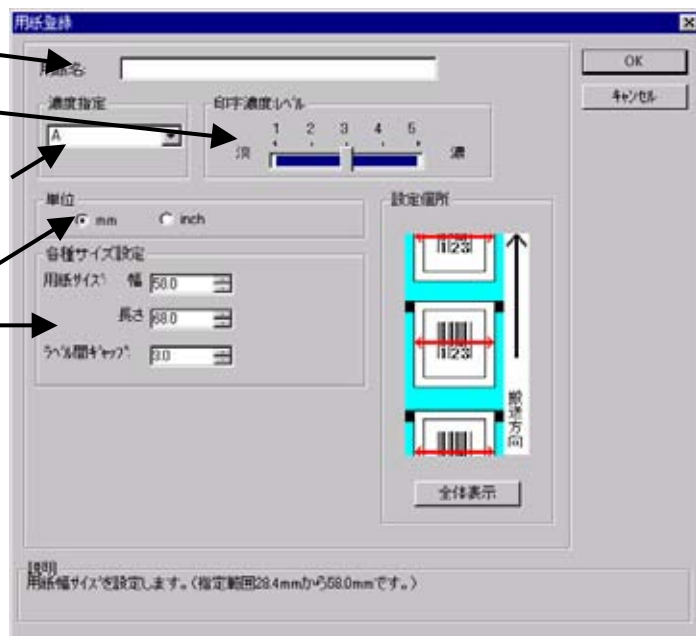 用紙登録
用紙名:
OK
キャンセル
濃度指定
A
印字濃度レベル
1 2 3 4 5
淡 濃
単位
mm inch
各種サイズ設定
用紙サイズ: 幅 58.0
長さ 68.0
ラベル間ギャップ: 3.0
設定個所
123
123
搬送方向
全体表示
説明
用紙幅サイズを設定します。(指定範囲28.4mmから58.0mmです。)